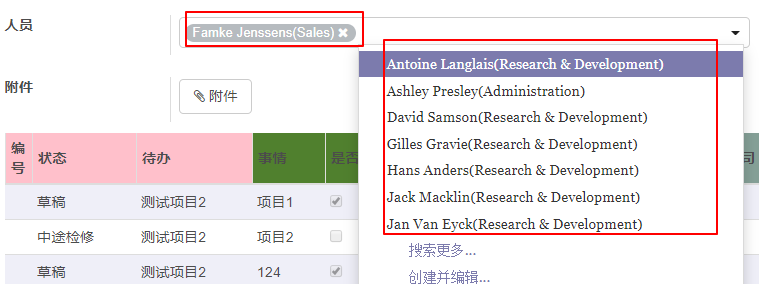 人员
Famke Jenssens(Sales) ✖
Antoine Langlais(Research & Development)
附件
附件
Ashley Presley(Administration)
David Samson(Research & Development)
Gilles Gravie(Research & Development)
Hans Anders(Research & Development)
Jack Macklin(Research & Development)
Jan Van Eyck(Research & Development)
搜索更多...
创建并编辑...
编号 状态 待办 事情 是否 司
草稿 测试项目2 项目1
中途检修 测试项目2 项目2
草稿 测试项目2 124